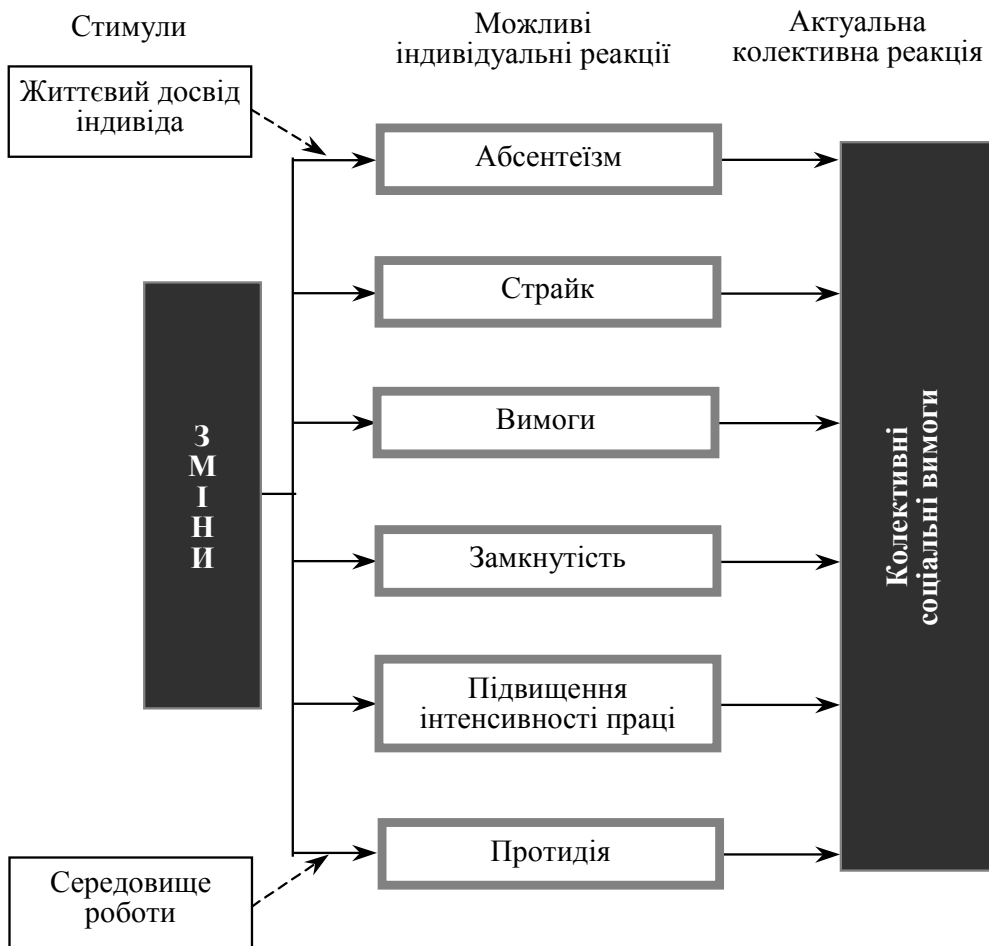 Стимули
Можливі
індивідуальні реакції
Актуальна
колективна реакція
Життєвий досвід
індивіда
Абсентеїзм
Страйк
Вимоги
Замкнутість
Підвищення
інтенсивності праці
Протидія
З
М
І
Н
И
Середовище
роботи
Колективні
соціальні вимоги